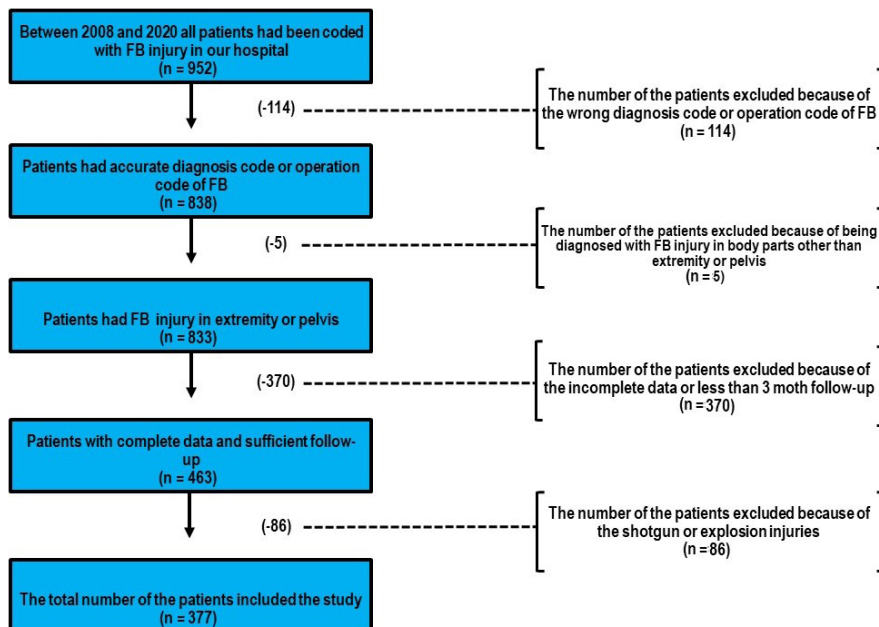 Between 2008 and 2020 all patients had been coded
with FB injury in our hospital
(n = 952)
(-114)
The number of the patients excluded because of
the wrong diagnosis code or operation code of FB
(n = 114)
Patients had accurate diagnosis code or operation
code of FB
(n = 838)
(-5)
The number of the patients excluded because of being
diagnosed with FB injury in body parts other than
extremity or pelvis
(n = 5)
Patients had FB injury in extremity or pelvis
(n = 833)
(-370)
The number of the patients excluded because of
the incomplete data or less than 3 moth follow-up
(n = 370)
Patients with complete data and sufficient follow-
up
(n = 463)
(-86)
The number of the patients excluded because of
the shotgun or explosion injuries
(n = 86)
The total number of the patients included the study
(n = 377)